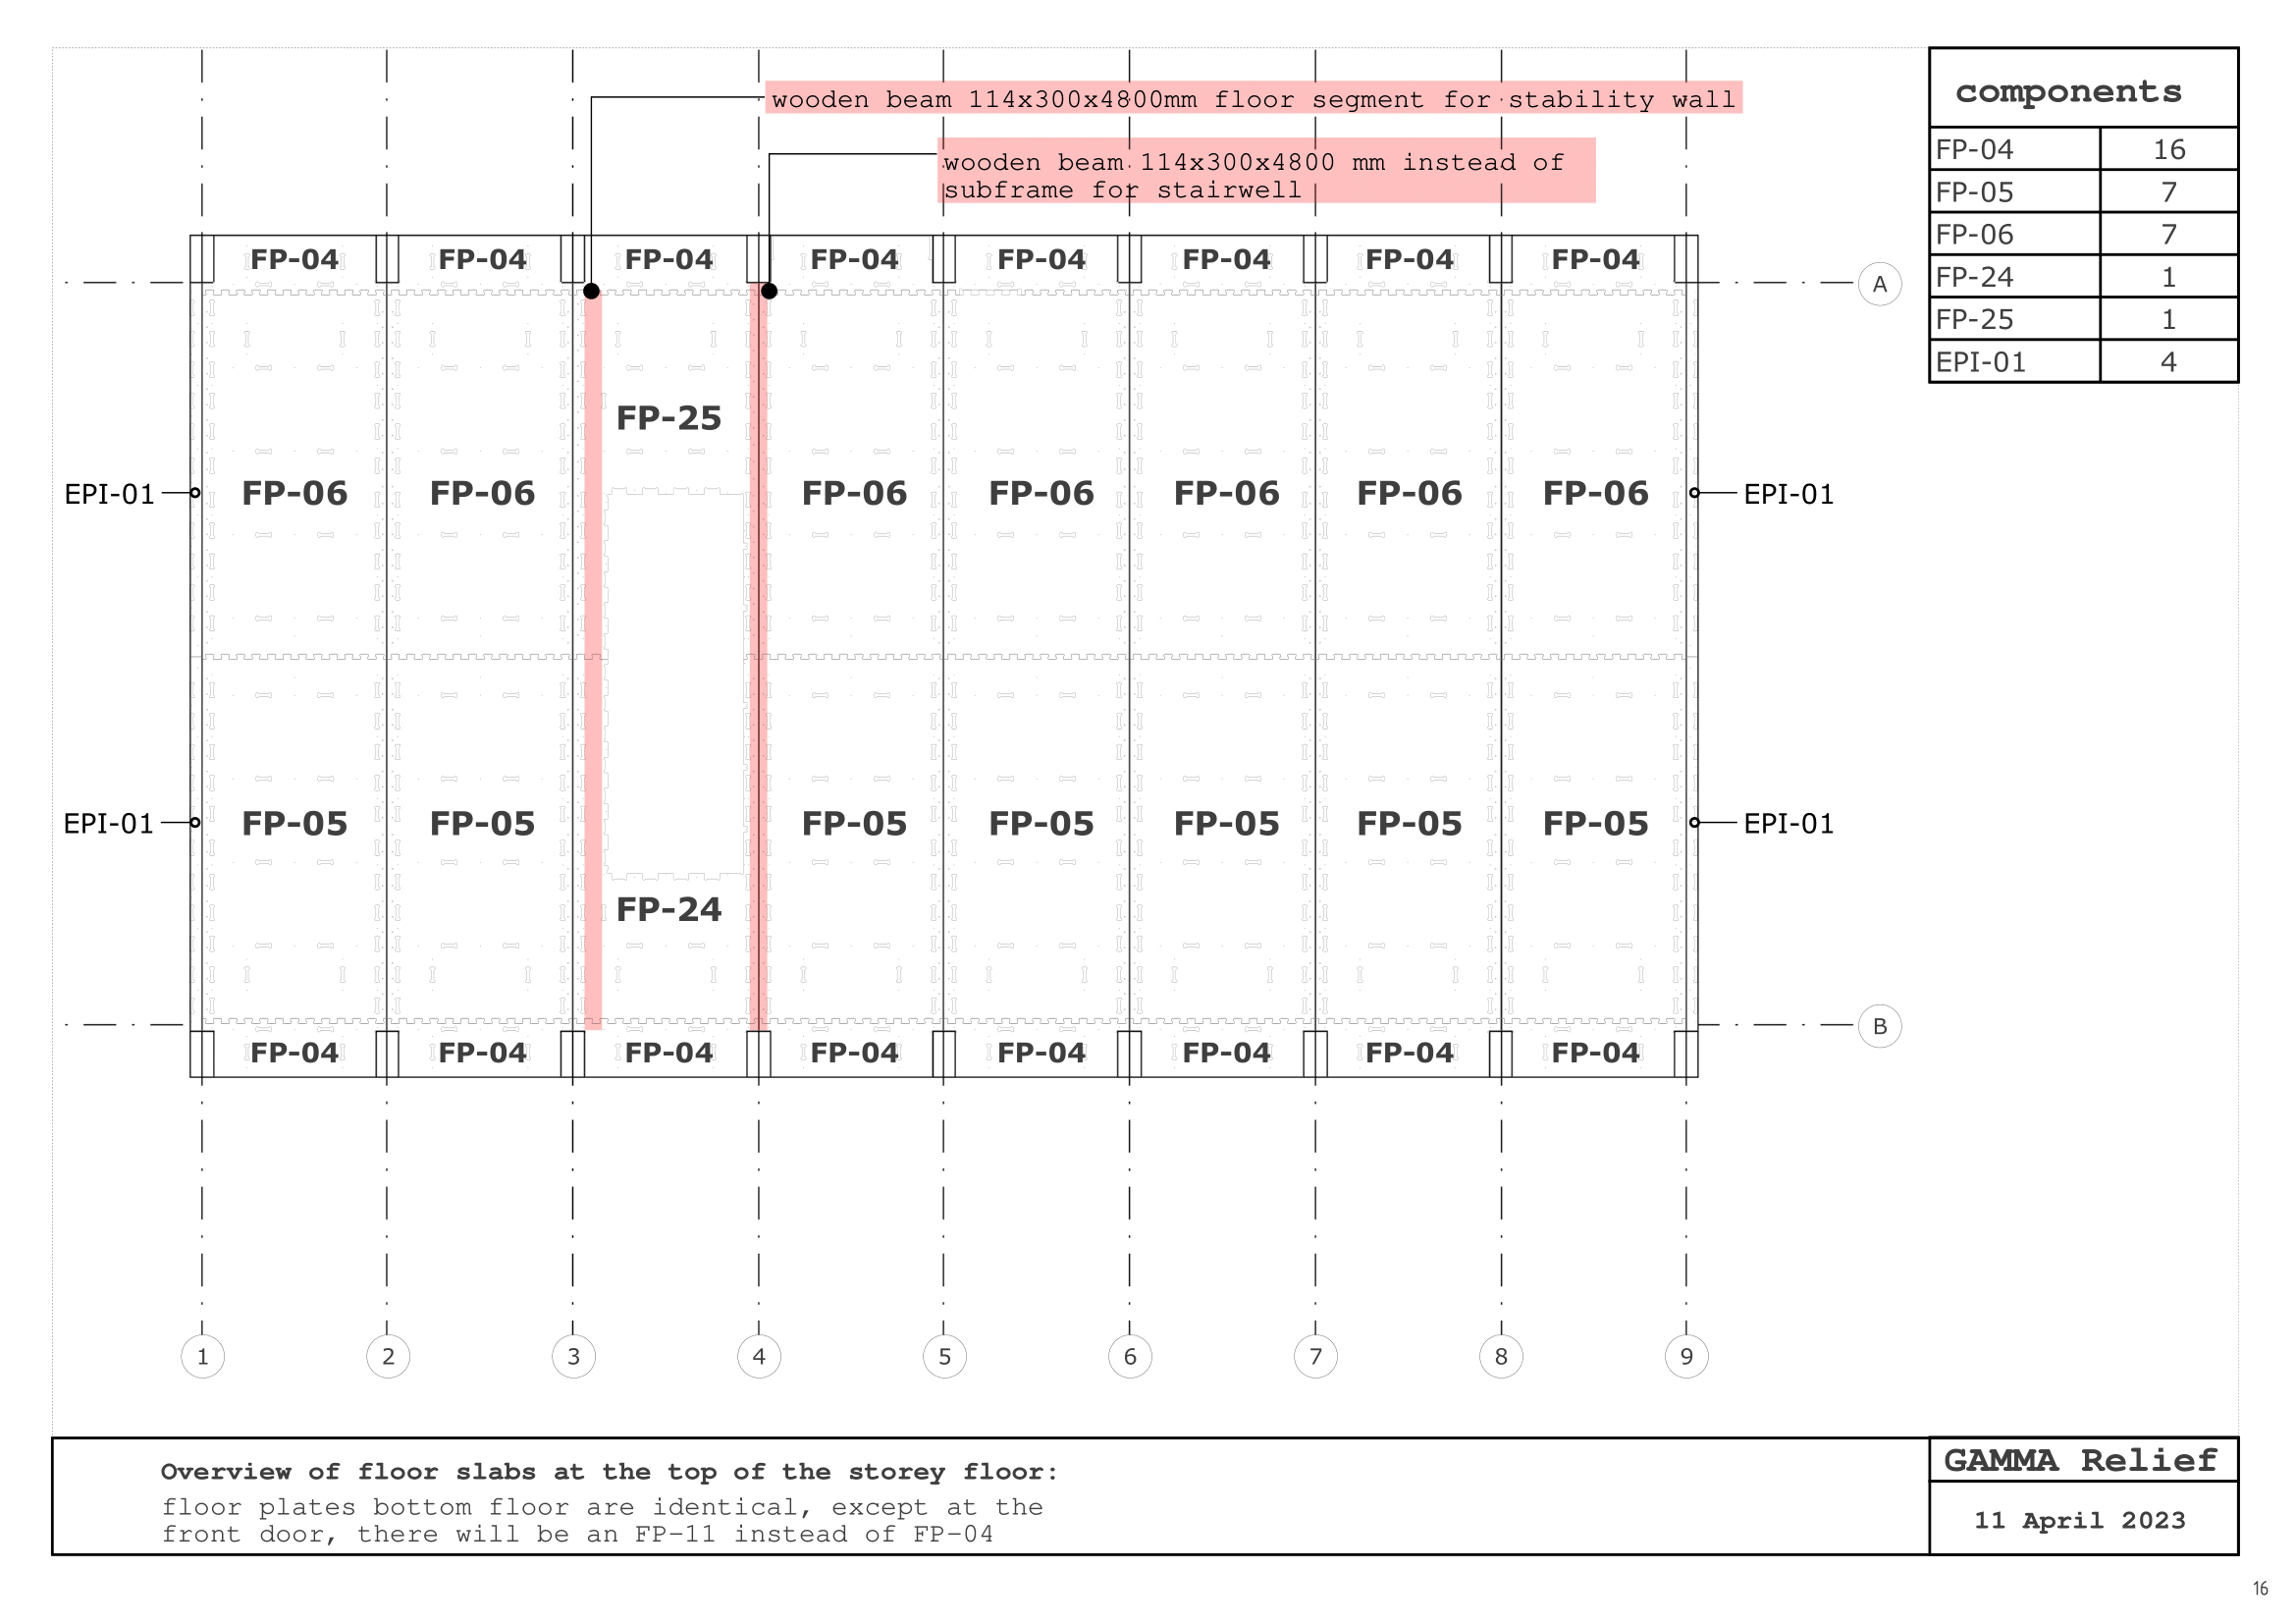 wooden beam 114x300x4800mm floor segment for stability wall
wooden beam 114x300x4800 mm instead of
subframe for stairwell
components
FP-04 16
FP-05 7
FP-06 7
FP-24 1
FP-25 1
EPI-01 4
FP-04 FP-04 FP-04 FP-04 FP-04 FP-04 FP-04 FP-04
A
FP-25
EPI-01 FP-06 FP-06 FP-06 FP-06 FP-06 FP-06 FP-06 EPI-01
EPI-01 FP-05 FP-05 FP-05 FP-05 FP-05 FP-05 FP-05 EPI-01
FP-24
B
FP-04 FP-04 FP-04 FP-04 FP-04 FP-04 FP-04 FP-04
1 2 3 4 5 6 7 8 9
Overview of floor slabs at the top of the storey floor:
floor plates bottom floor are identical, except at the
front door, there will be an FP-11 instead of FP-04
GAMMA Relief
11 April 2023
16